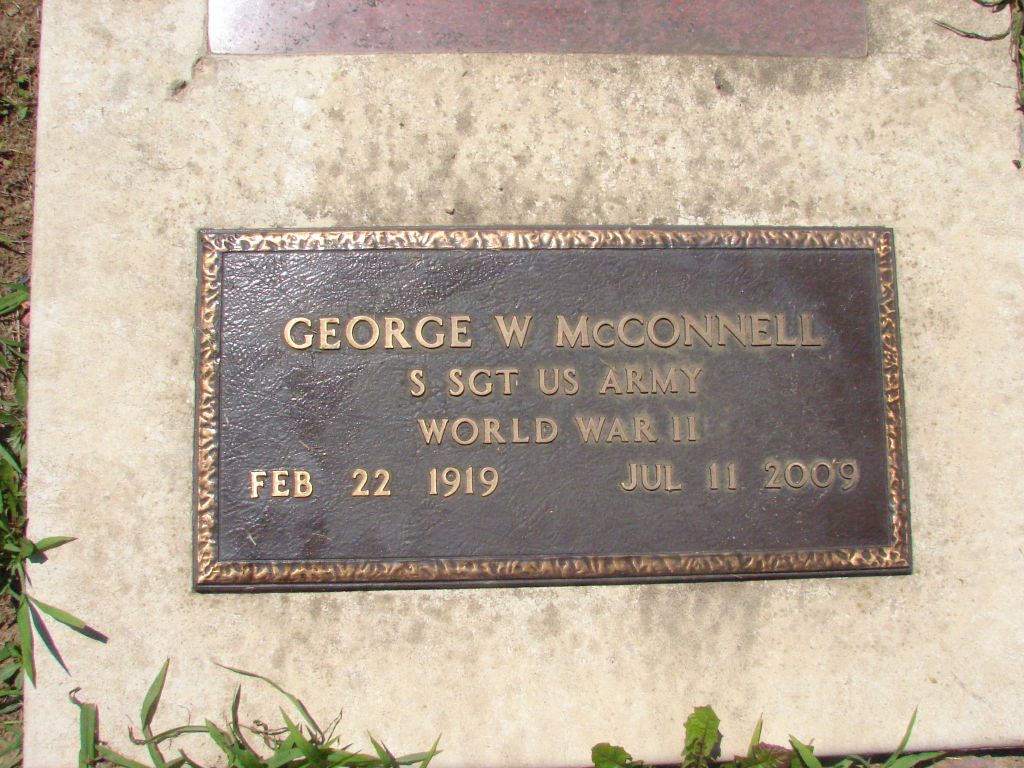 GEORGE W McCONNELL
S SGT US ARMY
WORLD WAR II
FEB 22 1919 JUL 11 2009